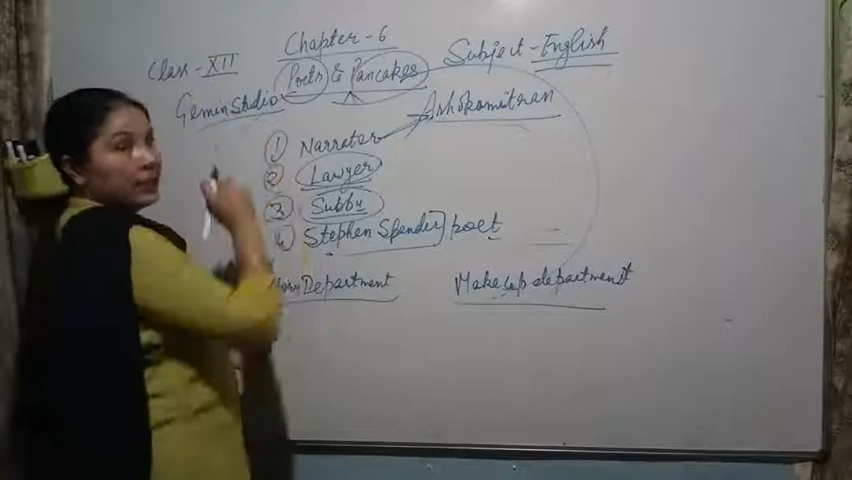 Chapter-6
Class-XII
Subject-English
Poets & Pancakes
Gemin Studio
Ashokamitran
1 Narrator
2 Lawyer
3 Subbu
4 Stephen Spender] poet
Department
Make up department